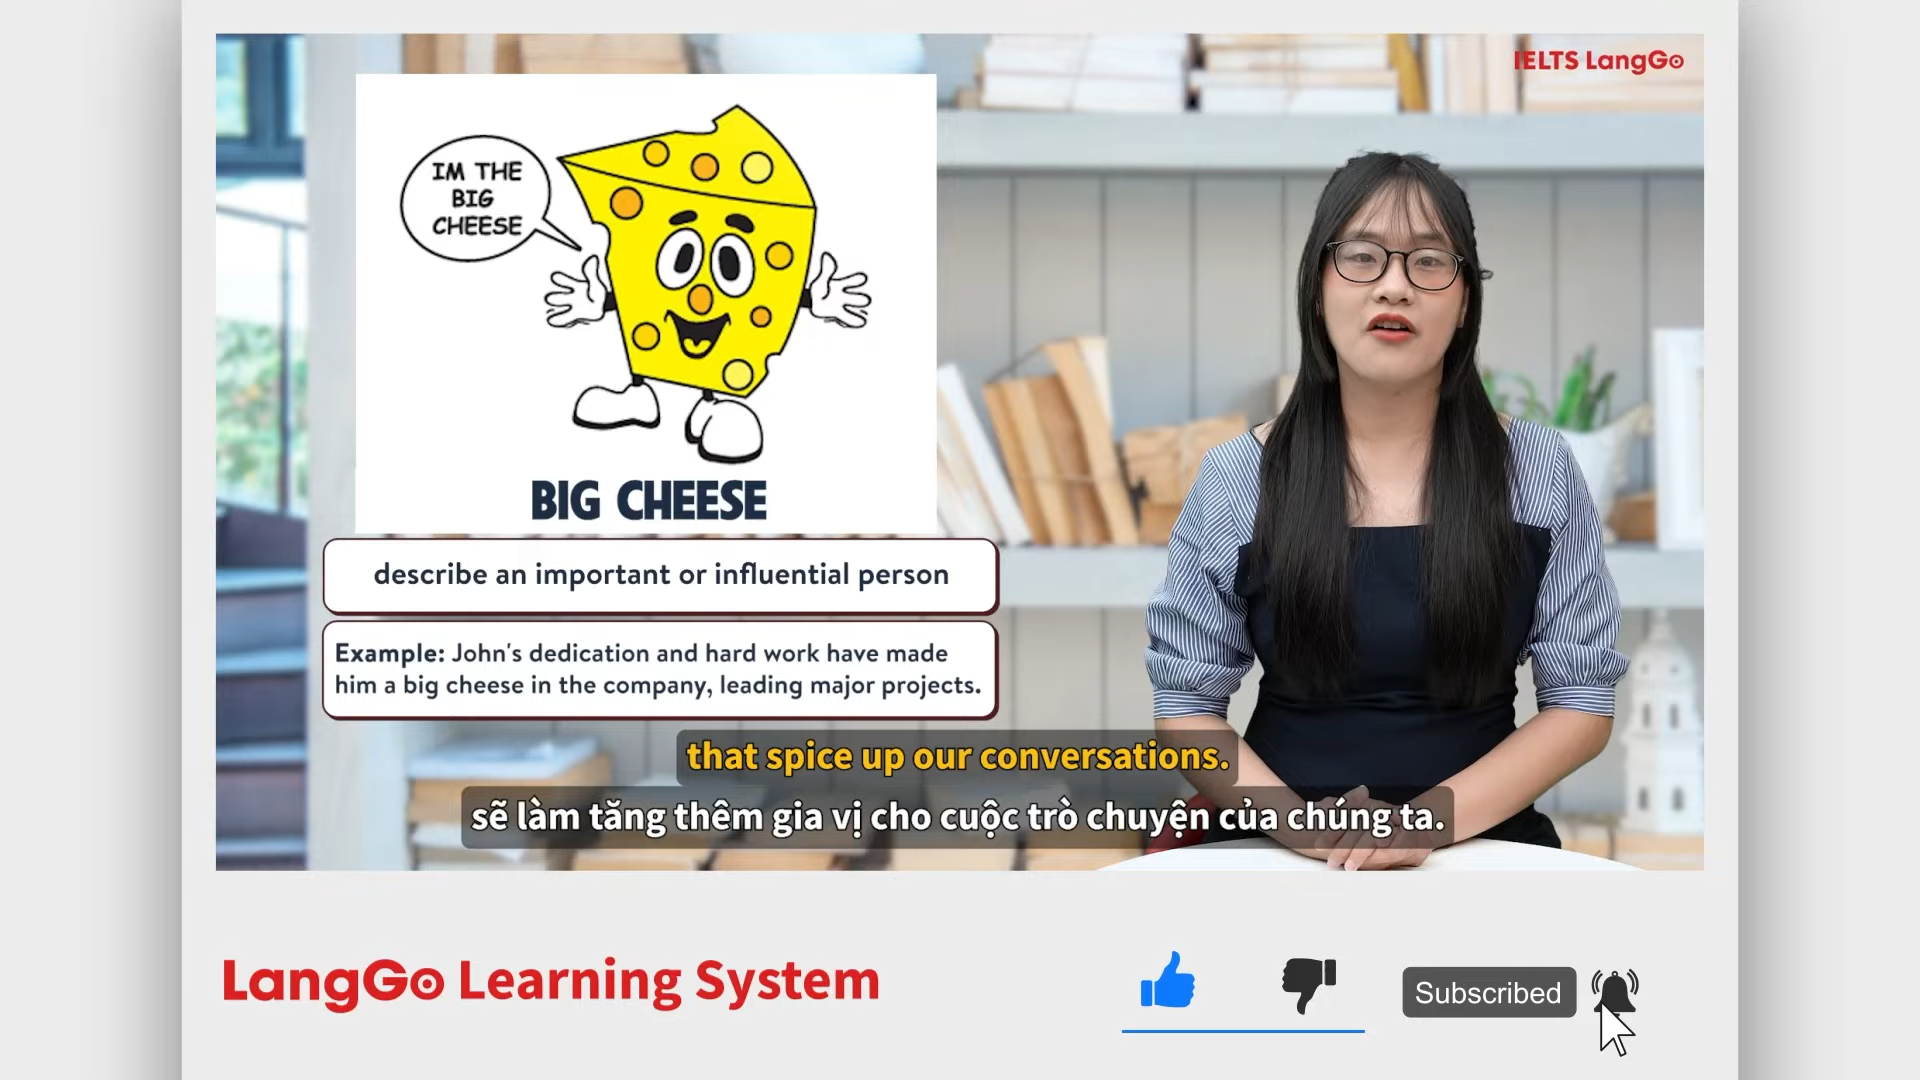 IELTS LangGo
IM THE
BIG
CHEESE
BIG CHEESE
describe an important or influential person
Example: John's dedication and hard work have made
him a big cheese in the company, leading major projects.
that spice up our conversations.
sẽ làm tăng thêm gia vị cho cuộc trò chuyện của chúng ta.
LangGo Learning System
Subscribed